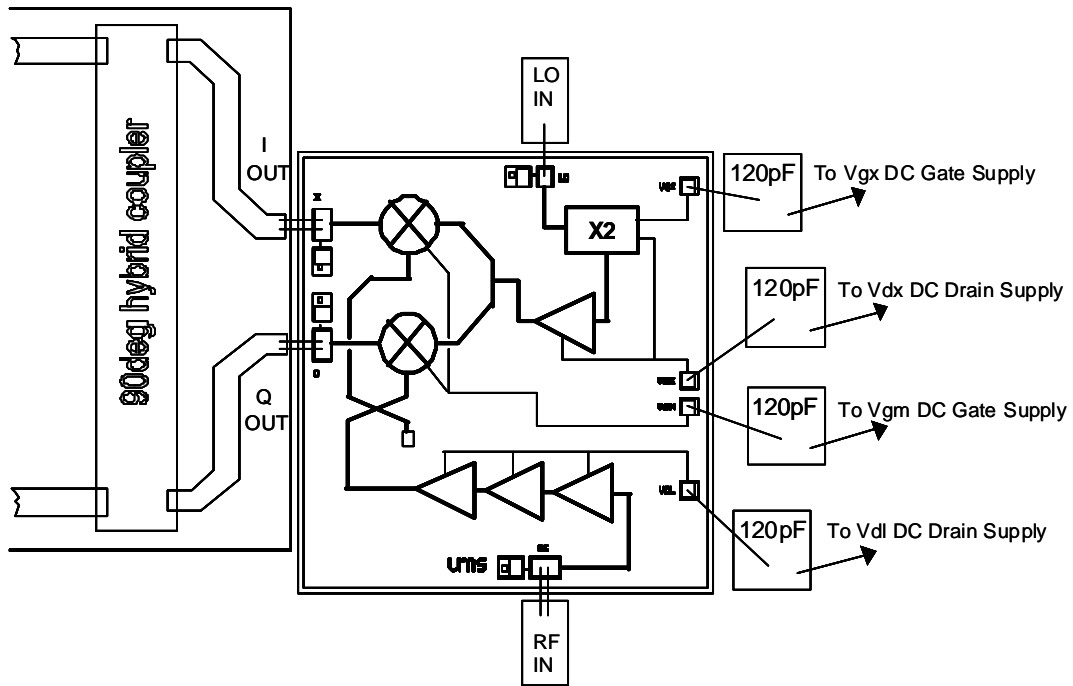 90deg hybrid coupler
I
OUT
Q
OUT
LO
IN
X2
120pF
To Vgx DC Gate Supply
120pF
To Vdx DC Drain Supply
120pF
To Vgm DC Gate Supply
120pF
To Vdl DC Drain Supply
ums
RF
IN